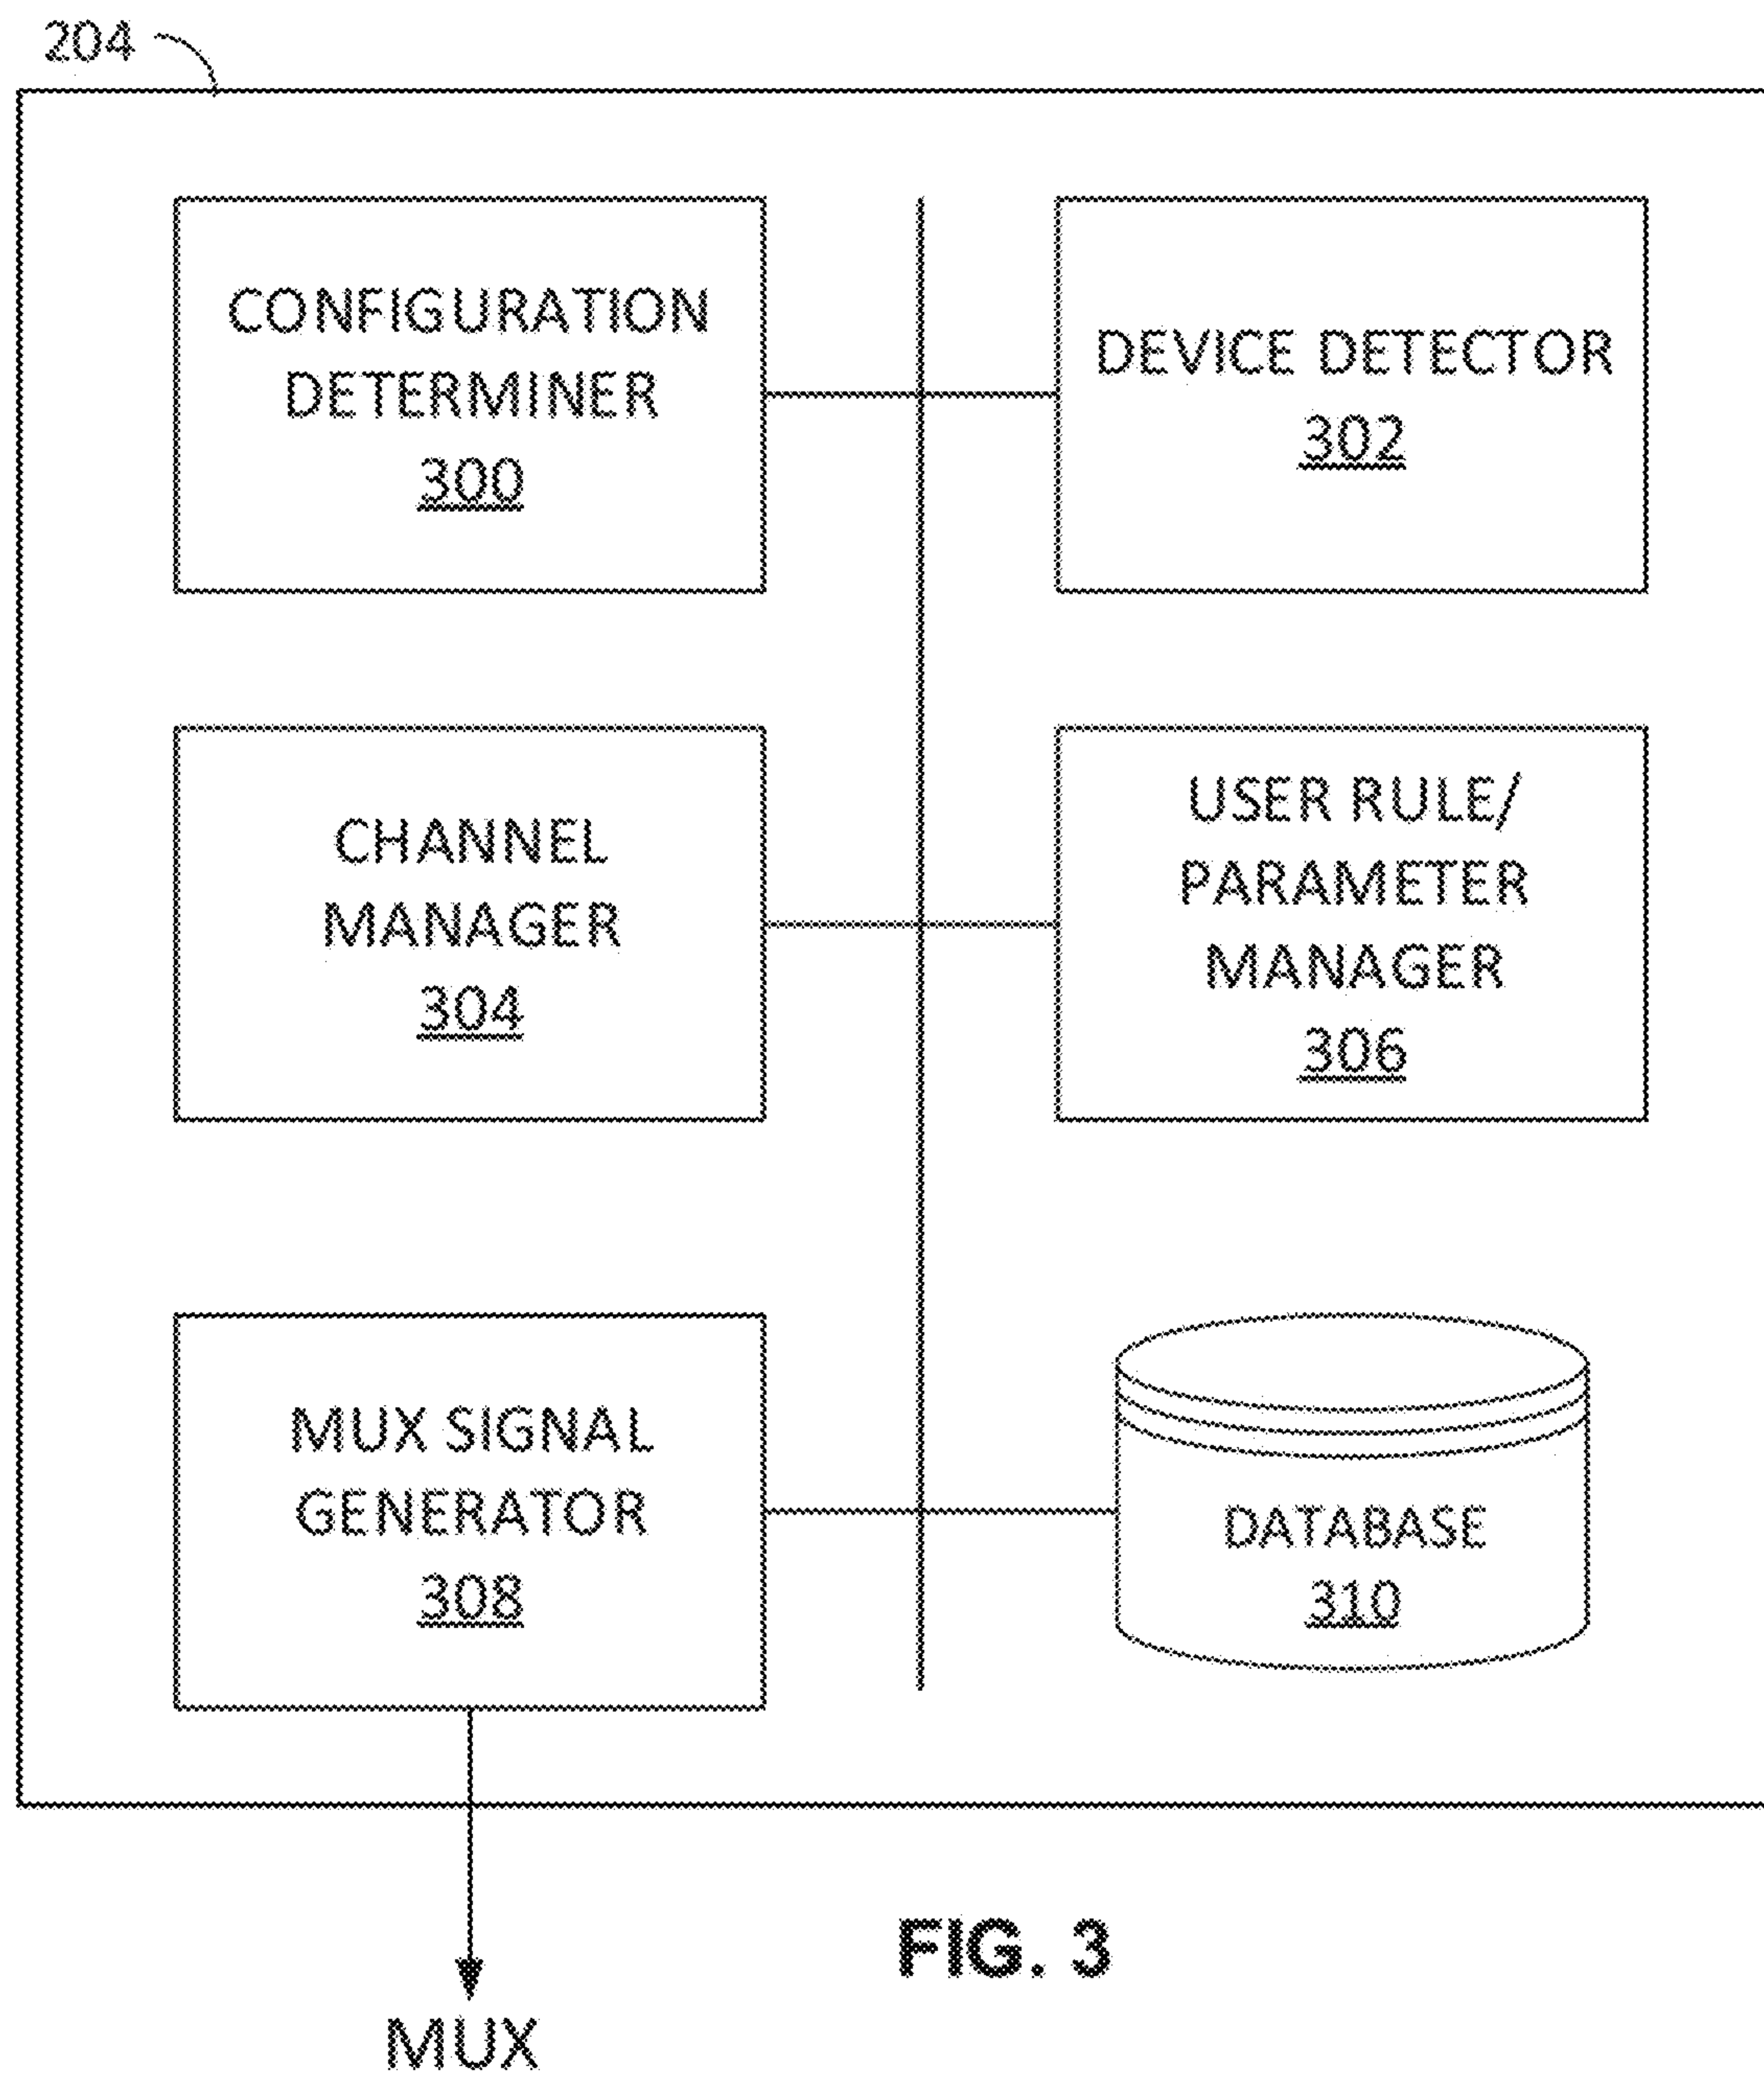 204
CONFIGURATION
DETERMINER
300
DEVICE DETECTOR
302
CHANNEL
MANAGER
304
USER RULE/
PARAMETER
MANAGER
306
MUX SIGNAL
GENERATOR
308
DATABASE
310
MUX
FIG. 3